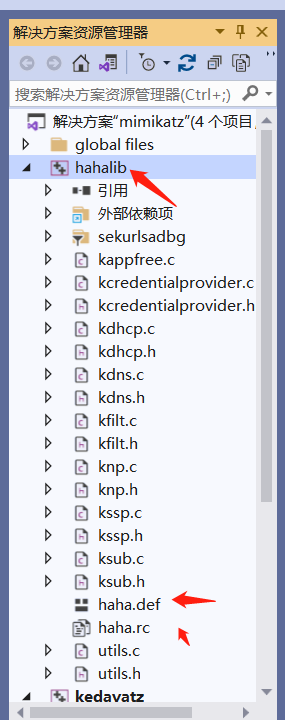 解决方案资源管理器
搜索解决方案资源管理器(Ctrl+;)
解决方案"mimikatz"(4 个项目,
global files
hahalib
引用
外部依赖项
sekurlsadbg
kappfree.c
kcredentialprovider.c
kcredentialprovider.h
kdhcp.c
kdhcp.h
kdns.c
kdns.h
kfilt.c
kfilt.h
knp.c
knp.h
kssp.c
kssp.h
ksub.c
ksub.h
haha.def
haha.rc
utils.c
utils.h
kedavatz